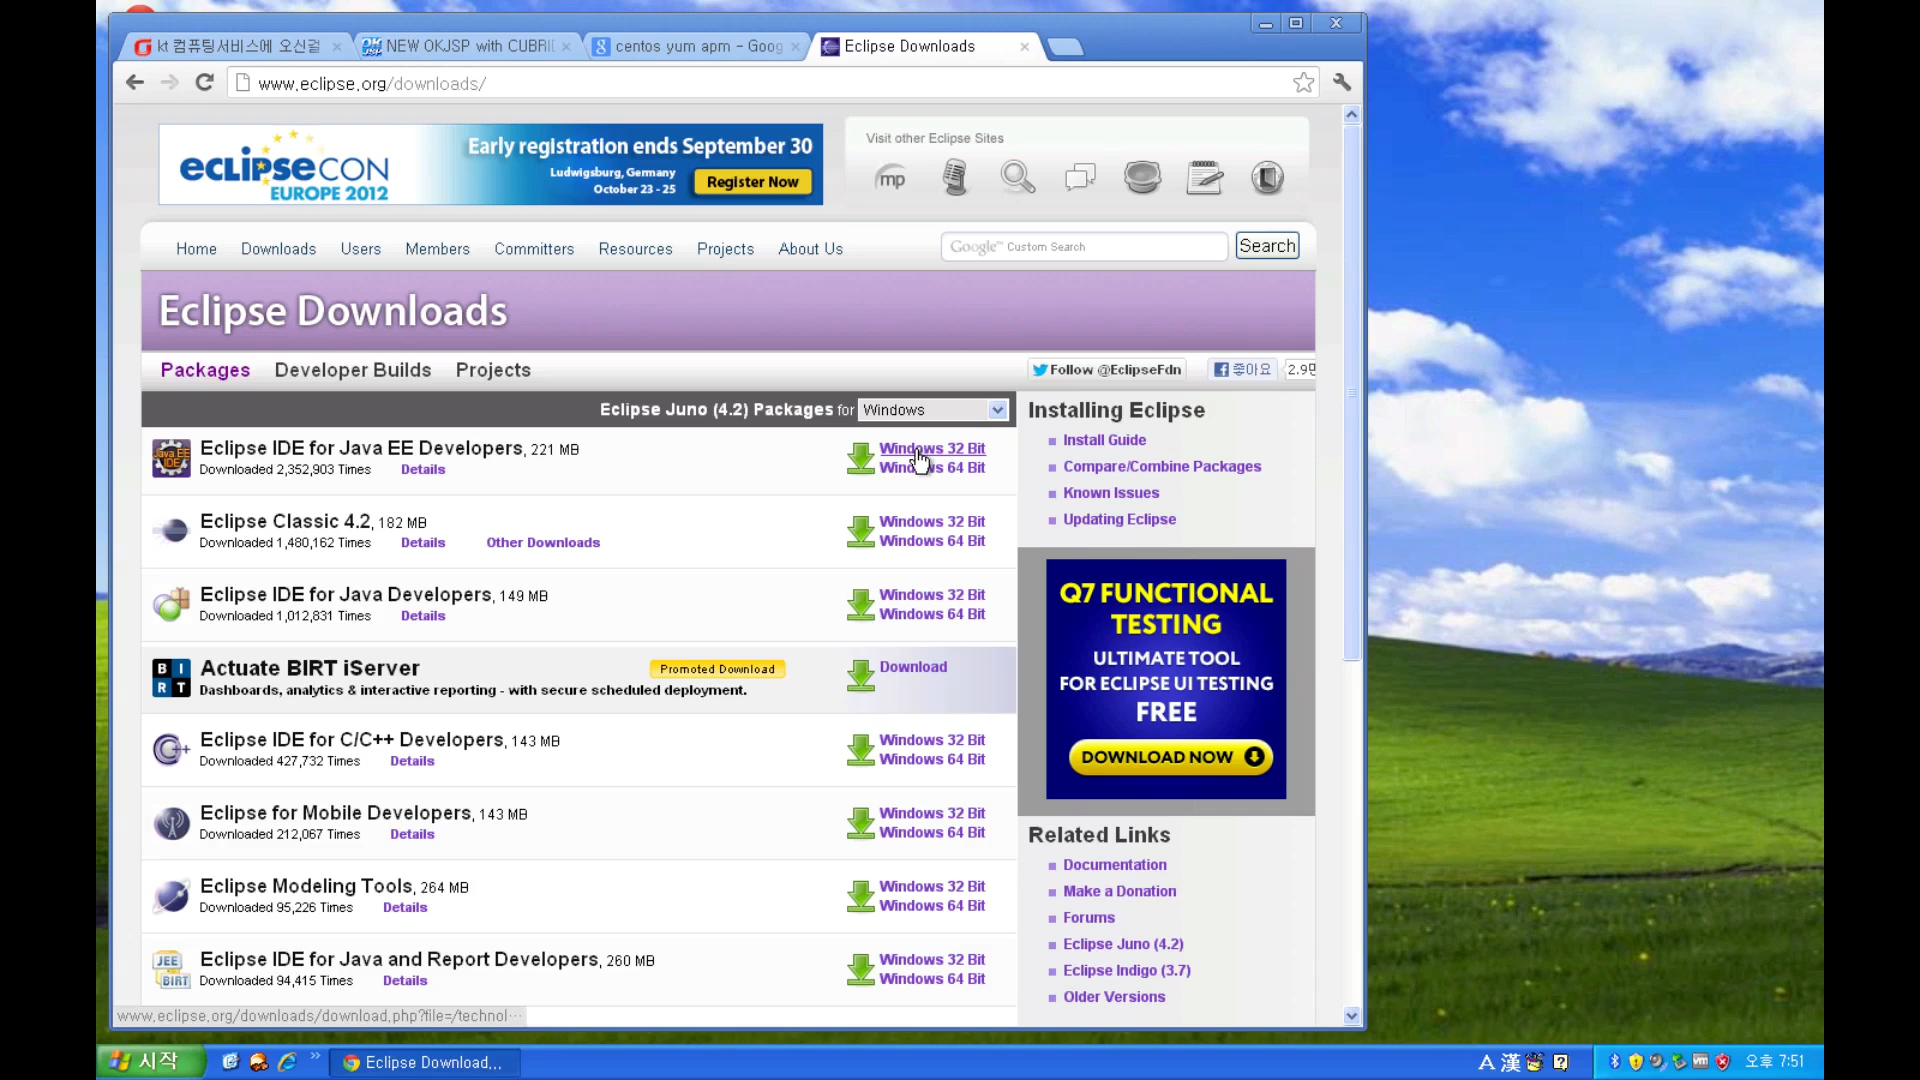 kt 컴퓨팅서비스에 오신걸
NEW OKJSP with CUBRID
centos yum apm - Goog
Eclipse Downloads
www.eclipse.org/downloads/
eclipsecon
EUROPE 2012
Early registration ends September 30
Ludwigsburg, Germany
October 23 - 25
Register Now
Visit other Eclipse Sites
mp
Home Downloads Users Members Committers Resources Projects About Us
Google™ Custom Search
Search
Eclipse Downloads
Packages Developer Builds Projects
Follow @EclipseFdn
좋아요
2.9만
Eclipse Juno (4.2) Packages for Windows
Java EE
IDE
Eclipse IDE for Java EE Developers, 221 MB
Downloaded 2,352,903 Times Details
Windows 32 Bit
Windows 64 Bit
Eclipse Classic 4.2, 182 MB
Downloaded 1,480,162 Times Details Other Downloads
Windows 32 Bit
Windows 64 Bit
Eclipse IDE for Java Developers, 149 MB
Downloaded 1,012,831 Times Details
Windows 32 Bit
Windows 64 Bit
B I
R T
Actuate BIRT iServer
Promoted Download
Dashboards, analytics & interactive reporting - with secure scheduled deployment.
Download
C++
Eclipse IDE for C/C++ Developers, 143 MB
Downloaded 427,732 Times Details
Windows 32 Bit
Windows 64 Bit
Eclipse for Mobile Developers, 143 MB
Downloaded 212,067 Times Details
Windows 32 Bit
Windows 64 Bit
Eclipse Modeling Tools, 264 MB
Downloaded 95,226 Times Details
Windows 32 Bit
Windows 64 Bit
JEE
BIRT
Eclipse IDE for Java and Report Developers, 260 MB
Downloaded 94,415 Times Details
Windows 32 Bit
Windows 64 Bit
Installing Eclipse
Install Guide
Compare/Combine Packages
Known Issues
Updating Eclipse
Q7 FUNCTIONAL
TESTING
ULTIMATE TOOL
FOR ECLIPSE UI TESTING
FREE
DOWNLOAD NOW
Related Links
Documentation
Make a Donation
Forums
Eclipse Juno (4.2)
Eclipse Indigo (3.7)
Older Versions
www.eclipse.org/downloads/download.php?file=/technol…
시작
Eclipse Download...
A 漢
오후 7:51